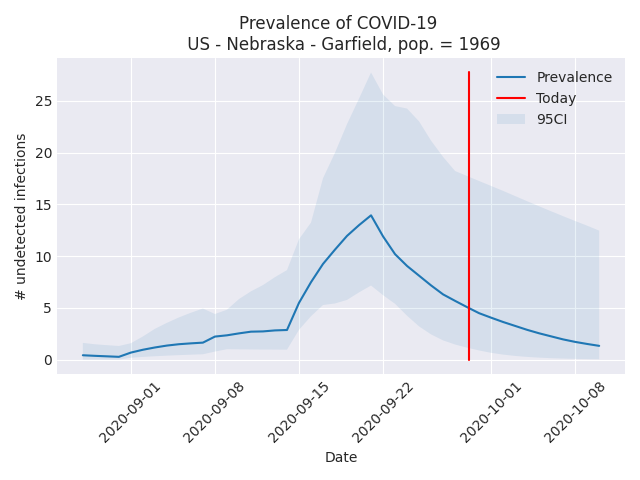 Prevalence of COVID-19
US - Nebraska - Garfield, pop. = 1969
Prevalence
Today
95CI
# undetected infections
25
20
15
10
5
0
2020-09-01
2020-09-08
2020-09-15
2020-09-22
2020-10-01
2020-10-08
Date